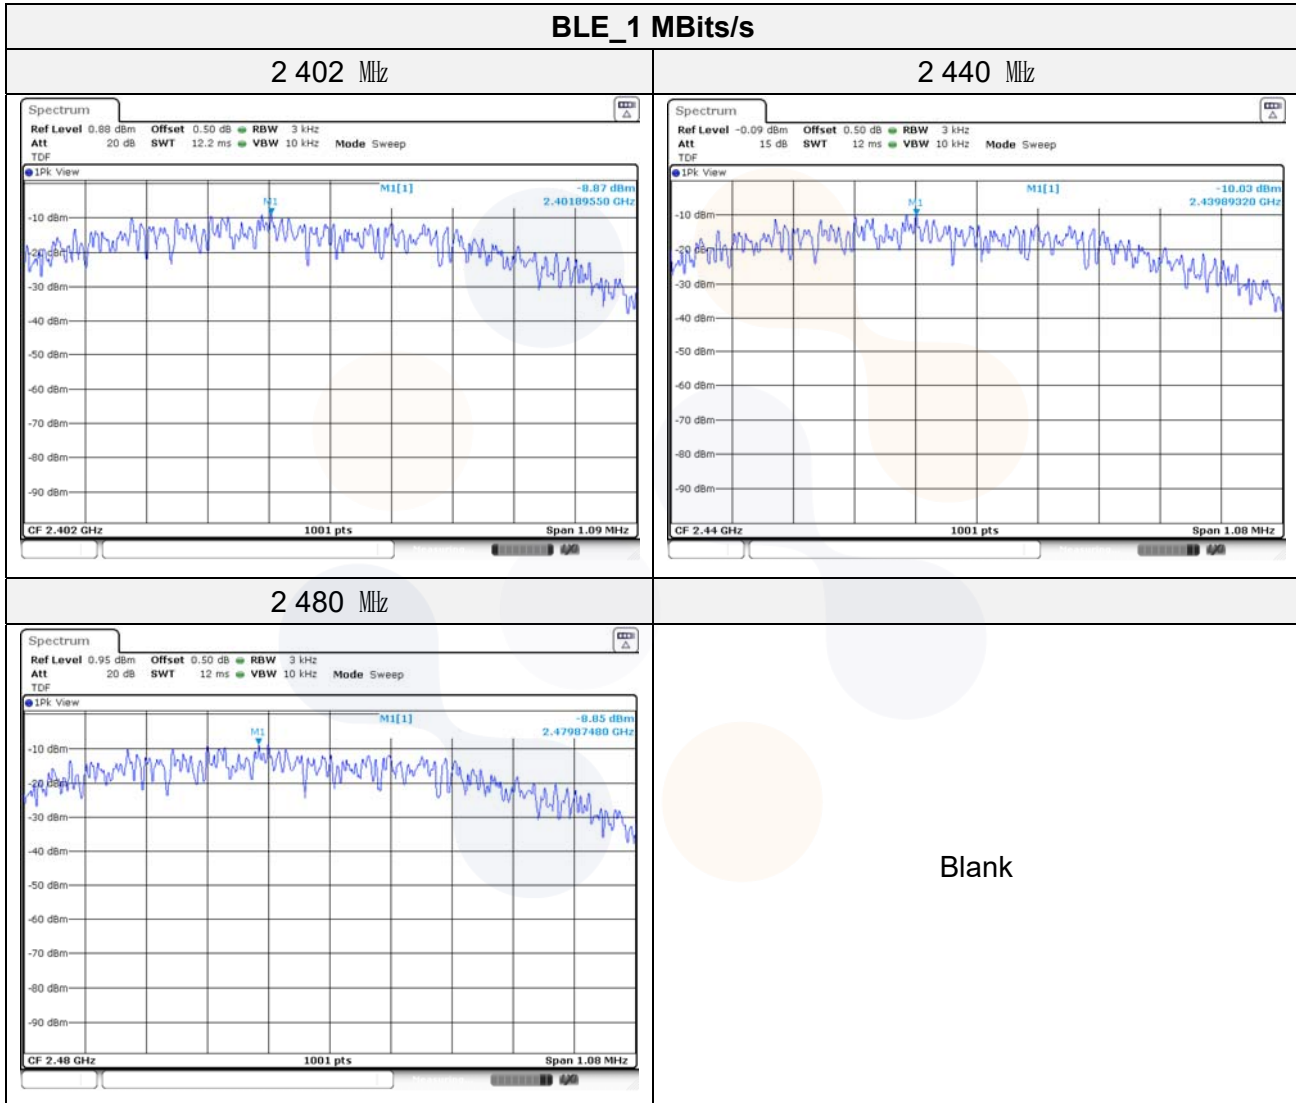 BLE_1 MBits/s
2 402 ㎒
2 440 ㎒
Spectrum
Ref Level 0.88 dBm Offset 0.50 dB RBW 3 kHz
Att 20 dB SWT 12.2 ms VBW 10 kHz Mode Sweep
TDF
1Pk View
M1[1] -8.87 dBm
2.40189550 GHz
M1
-10 dBm
-20 dBm
-30 dBm
-40 dBm
-50 dBm
-60 dBm
-70 dBm
-80 dBm
-90 dBm
CF 2.402 GHz 1001 pts Span 1.09 MHz
Spectrum
Ref Level -0.09 dBm Offset 0.50 dB RBW 3 kHz
Att 15 dB SWT 12 ms VBW 10 kHz Mode Sweep
TDF
1Pk View
M1[1] -10.03 dBm
2.43989320 GHz
M1
-10 dBm
-20 dBm
-30 dBm
-40 dBm
-50 dBm
-60 dBm
-70 dBm
-80 dBm
-90 dBm
CF 2.44 GHz 1001 pts Span 1.08 MHz
2 480 ㎒
Spectrum
Ref Level 0.95 dBm Offset 0.50 dB RBW 3 kHz
Att 20 dB SWT 12 ms VBW 10 kHz Mode Sweep
TDF
1Pk View
M1[1] -8.85 dBm
2.47987480 GHz
M1
-10 dBm
-20 dBm
-30 dBm
-40 dBm
-50 dBm
-60 dBm
-70 dBm
-80 dBm
-90 dBm
CF 2.48 GHz 1001 pts Span 1.08 MHz
Blank